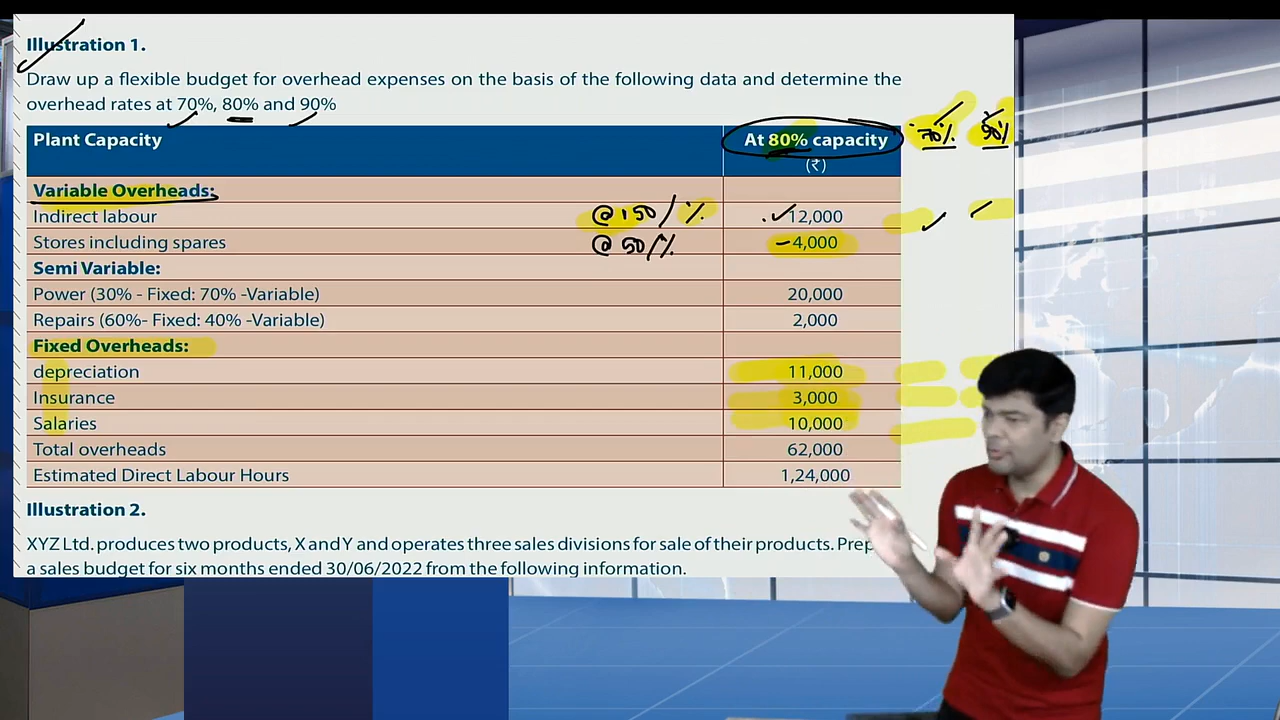 Illustration 1.
Draw up a flexible budget for overhead expenses on the basis of the following data and determine the
overhead rates at 70%, 80% and 90%
Plant Capacity At 80% capacity 70% 90%
(₹)
Variable Overheads:
Indirect labour @150/% 12,000
Stores including spares @50/% 4,000
Semi Variable:
Power (30% - Fixed: 70% -Variable) 20,000
Repairs (60%- Fixed: 40% -Variable) 2,000
Fixed Overheads:
depreciation 11,000
Insurance 3,000
Salaries 10,000
Total overheads 62,000
Estimated Direct Labour Hours 1,24,000
Illustration 2.
XYZ Ltd. produces two products, X and Y and operates three sales divisions for sale of their products. Prep
a sales budget for six months ended 30/06/2022 from the following information.